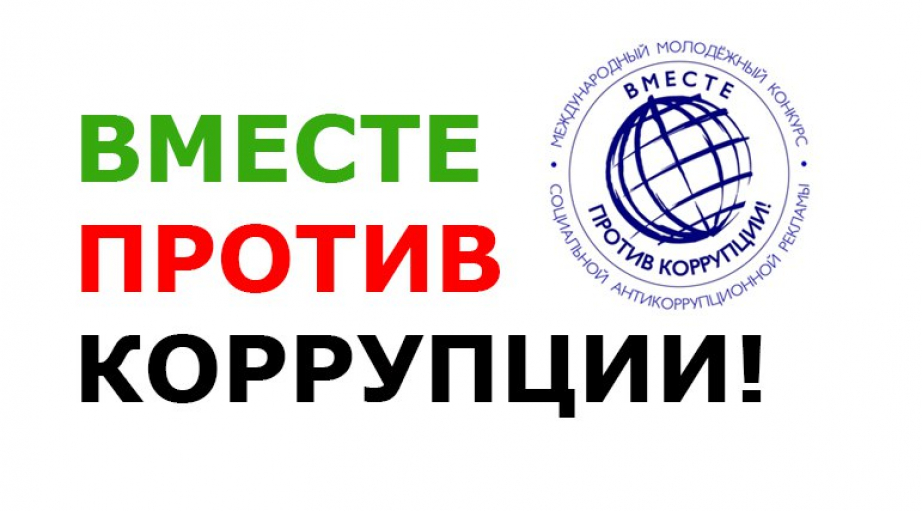 ВМЕСТЕ
ПРОТИВ
КОРРУПЦИИ!
МЕЖДУНАРОДНЫЙ МОЛОДЁЖНЫЙ КОНКУРС
СОЦИАЛЬНОЙ АНТИКОРРУПЦИОННОЙ РЕКЛАМЫ
ВМЕСТЕ
ПРОТИВ КОРРУПЦИИ!